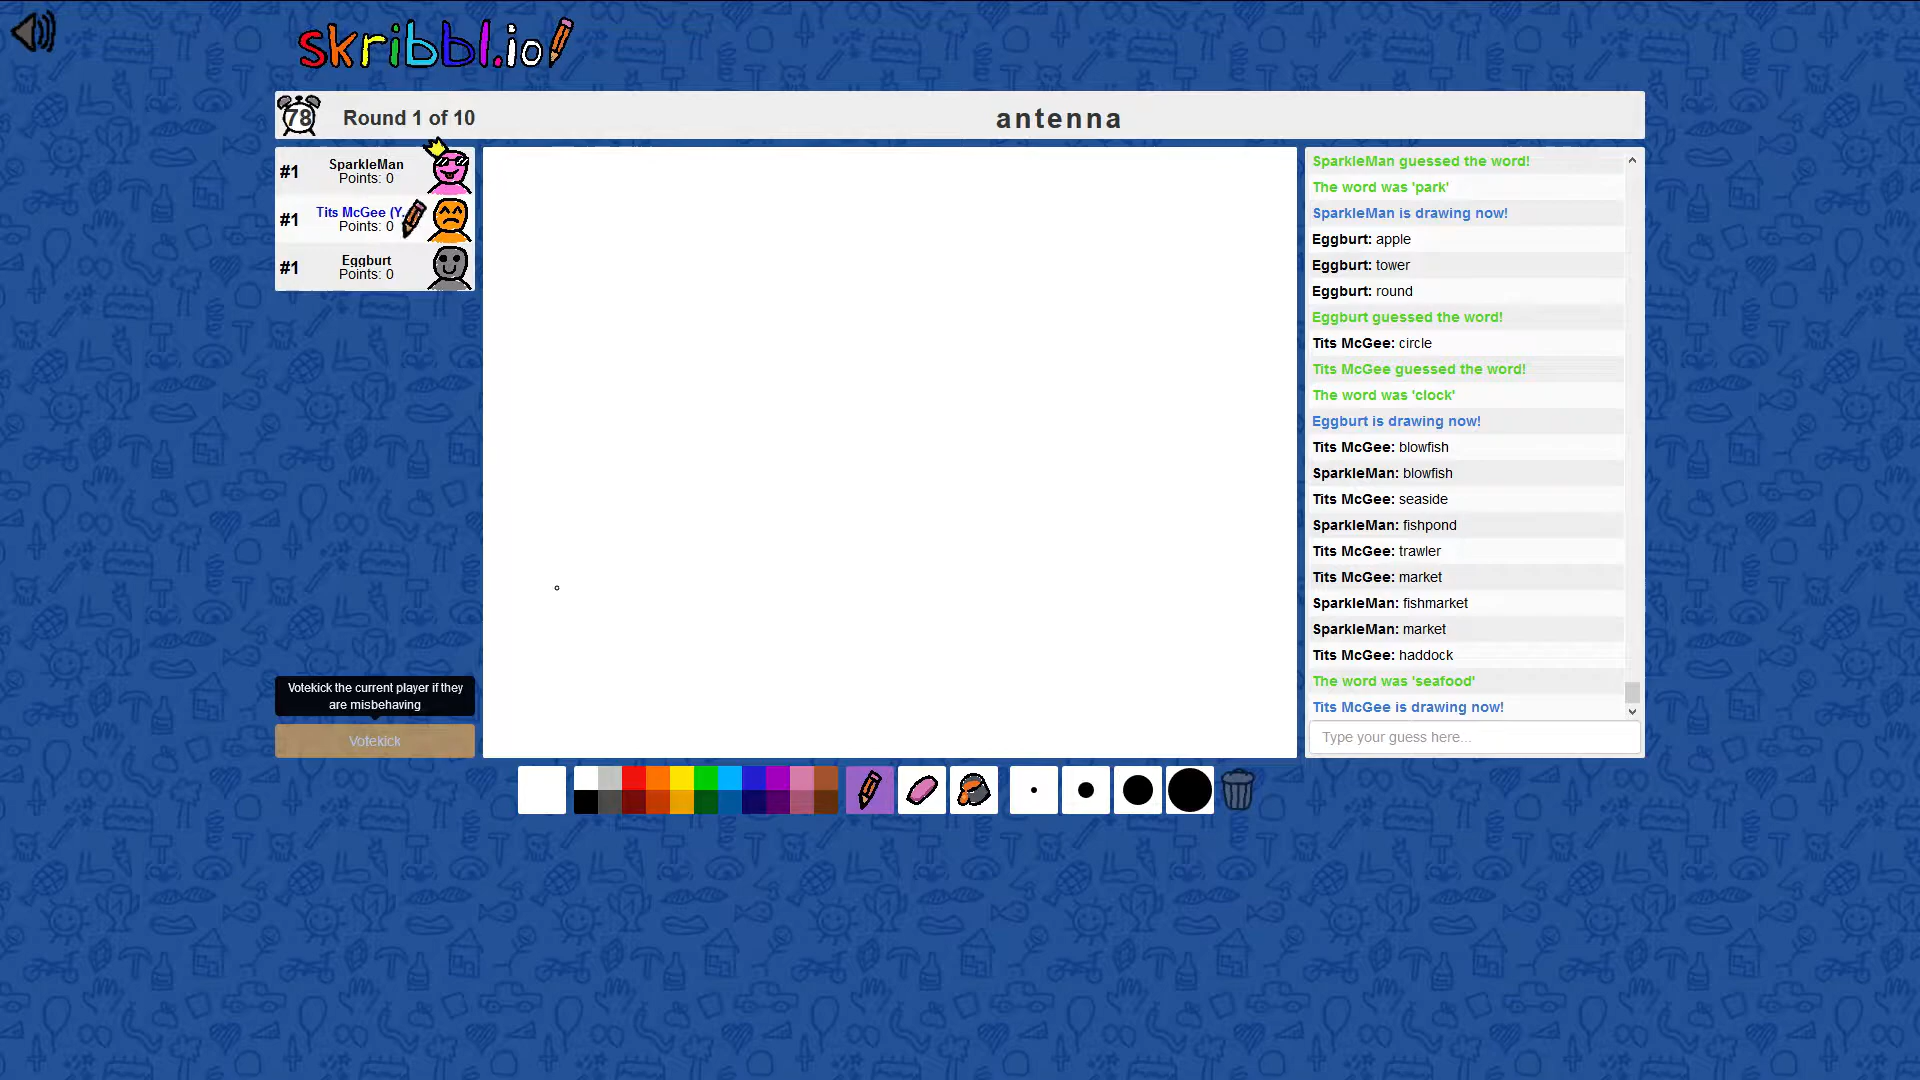 skribbl.io
78
Round 1 of 10
antenna
#1
SparkleMan
Points: 0
#1
Tits McGee (Y...
Points: 0
#1
Eggburt
Points: 0
Votekick the current player if they
are misbehaving
Votekick
SparkleMan guessed the word!
The word was 'park'
SparkleMan is drawing now!
Eggburt: apple
Eggburt: tower
Eggburt: round
Eggburt guessed the word!
Tits McGee: circle
Tits McGee guessed the word!
The word was 'clock'
Eggburt is drawing now!
Tits McGee: blowfish
SparkleMan: blowfish
Tits McGee: seaside
SparkleMan: fishpond
Tits McGee: trawler
Tits McGee: market
SparkleMan: fishmarket
SparkleMan: market
Tits McGee: haddock
The word was 'seafood'
Tits McGee is drawing now!
Type your guess here...